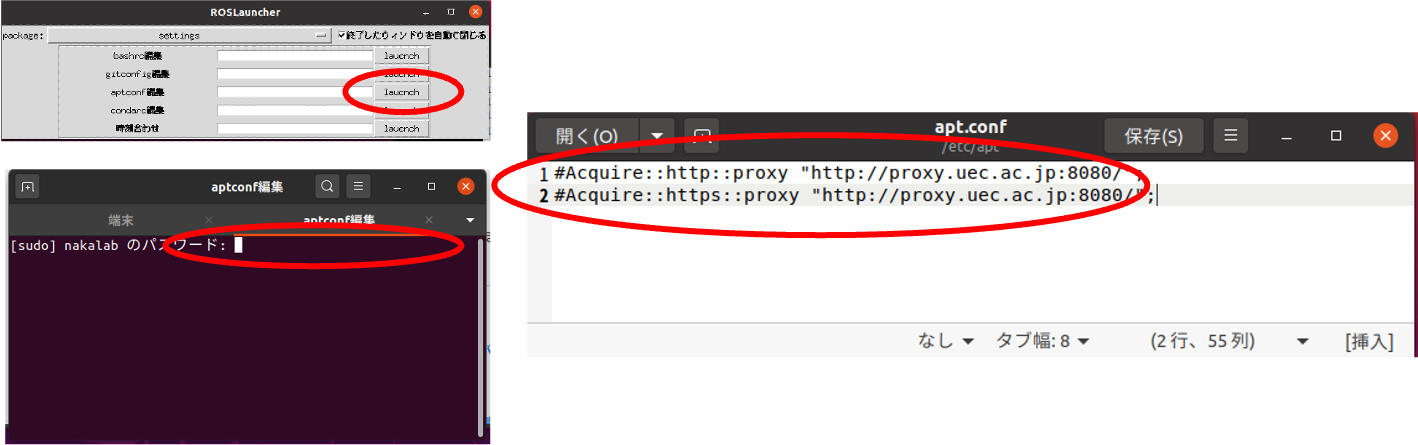 ROSLauncher
package: settings 終了したウィンドウを自動で閉じる
bashrc編集 launch
gitconfig編集 launch
aptconf編集 launch
condarc編集 launch
時刻合わせ launch
aptconf編集
端末 aptconf編集
[sudo] nakalab のパスワード:
開く(O) apt.conf 保存(S)
/etc/apt
1 #Acquire::http::proxy "http://proxy.uec.ac.jp:8080/";
2 #Acquire::https::proxy "http://proxy.uec.ac.jp:8080/";
なし タブ幅: 8 (2 行、55 列) [挿入]